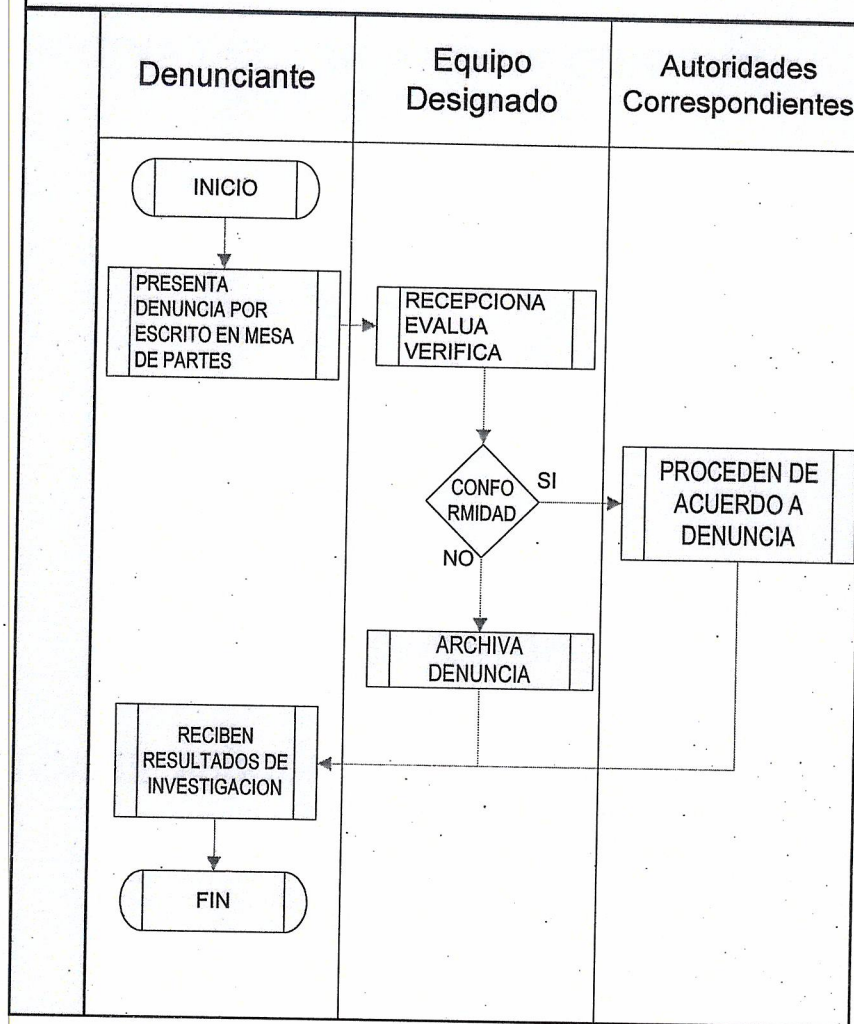 Denunciante
Equipo
Designado
Autoridades
Correspondientes
INICIO
PRESENTA
DENUNCIA POR
ESCRITO EN MESA
DE PARTES
RECEPCIONA
EVALUA
VERIFICA
CONFO
RMIDAD
SI
NO
PROCEDEN DE
ACUERDO A
DENUNCIA
ARCHIVA
DENUNCIA
RECIBEN
RESULTADOS DE
INVESTIGACION
FIN